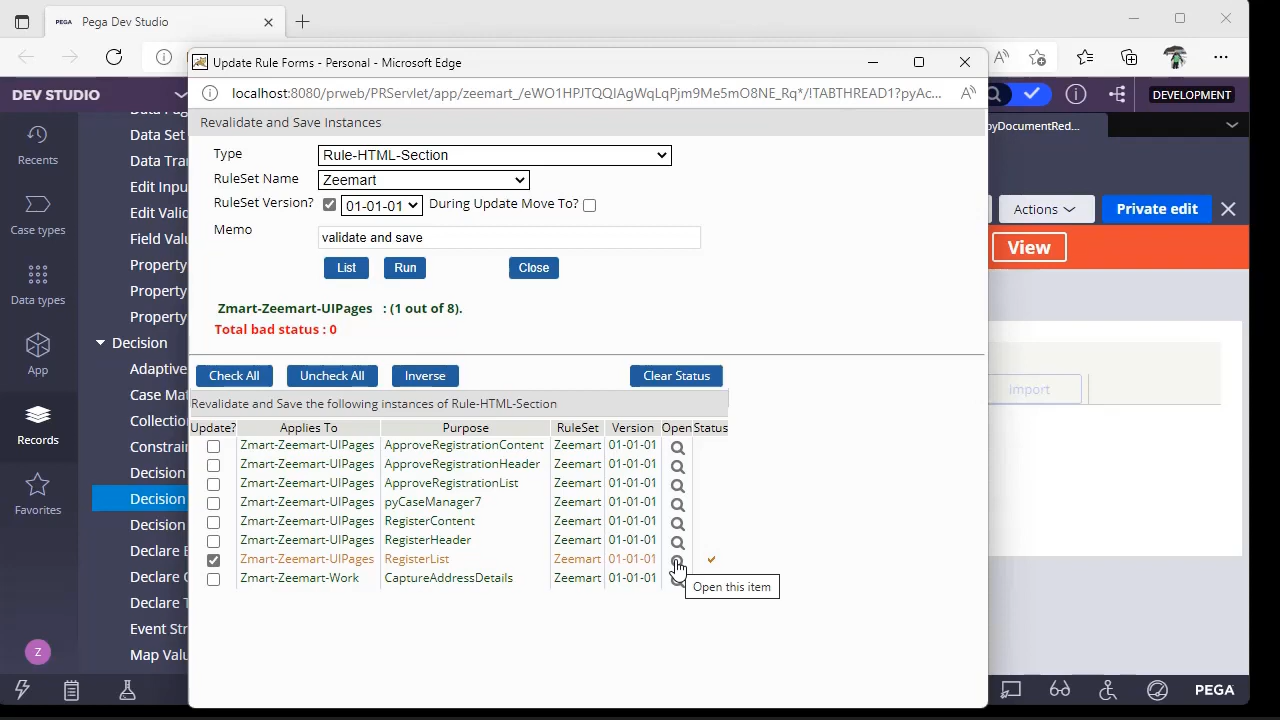 PEGA Pega Dev Studio
Update Rule Forms - Personal - Microsoft Edge
localhost:8080/prweb/PRServlet/app/zeemart_/eWO1HPJTQQIAgWqLqPjm9Me5mO8NE_Rq*/!TABTHREAD1?pyAc...
DEV STUDIO
DEVELOPMENT
Revalidate and Save Instances
pyDocumentRed...
Type Rule-HTML-Section
RuleSet Name Zeemart
RuleSet Version? 01-01-01 During Update Move To?
Memo validate and save
List Run Close
Actions Private edit
View
Zmart-Zeemart-UIPages : (1 out of 8).
Total bad status : 0
Import
Check All Uncheck All Inverse Clear Status
Revalidate and Save the following instances of Rule-HTML-Section
Update? Applies To Purpose RuleSet Version Open Status
Zmart-Zeemart-UIPages ApproveRegistrationContent Zeemart 01-01-01
Zmart-Zeemart-UIPages ApproveRegistrationHeader Zeemart 01-01-01
Zmart-Zeemart-UIPages ApproveRegistrationList Zeemart 01-01-01
Zmart-Zeemart-UIPages pyCaseManager7 Zeemart 01-01-01
Zmart-Zeemart-UIPages RegisterContent Zeemart 01-01-01
Zmart-Zeemart-UIPages RegisterHeader Zeemart 01-01-01
Zmart-Zeemart-UIPages RegisterList Zeemart 01-01-01
Zmart-Zeemart-Work CaptureAddressDetails Zeemart 01-01-01
Open this item
Recents
Case types
Data types
App
Records
Favorites
Z
Data Set
Data Tra
Edit Inpu
Edit Valid
Field Valu
Property
Property
Property
Decision
Adaptive
Case Mat
Collectio
Constrai
Decision
Decision
Decision
Declare E
Declare C
Declare T
Event Str
Map Valu
PEGA